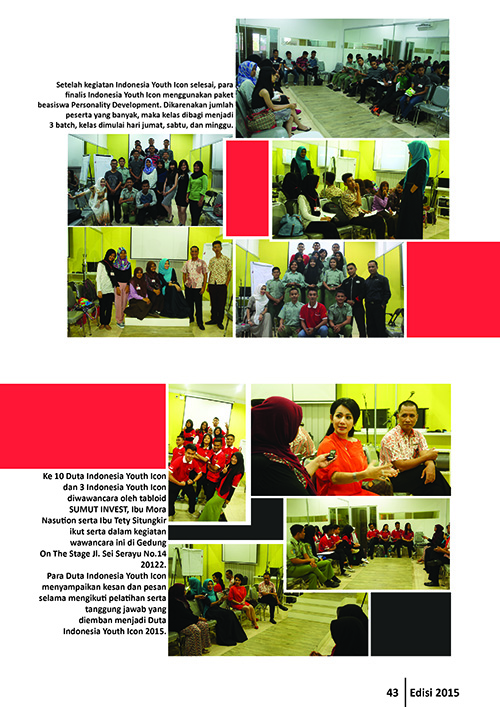 Setelah kegiatan Indonesia Youth Icon selesai, para
finalis Indonesia Youth Icon menggunakan paket
beasiswa Personality Development. Dikarenakan jumlah
peserta yang banyak, maka kelas dibagi menjadi
3 batch, kelas dimulai hari jumat, sabtu, dan minggu.
Ke 10 Duta Indonesia Youth Icon
dan 3 Indonesia Youth Icon
diwawancara oleh tabloid
SUMUT INVEST, Ibu Mora
Nasution serta Ibu Tety Situngkir
ikut serta dalam kegiatan
wawancara ini di Gedung
On The Stage Jl. Sei Serayu No.14
20122.
Para Duta Indonesia Youth Icon
menyampaikan kesan dan pesan
selama mengikuti pelatihan serta
tanggung jawab yang
diemban menjadi Duta
Indonesia Youth Icon 2015.
43 Edisi 2015